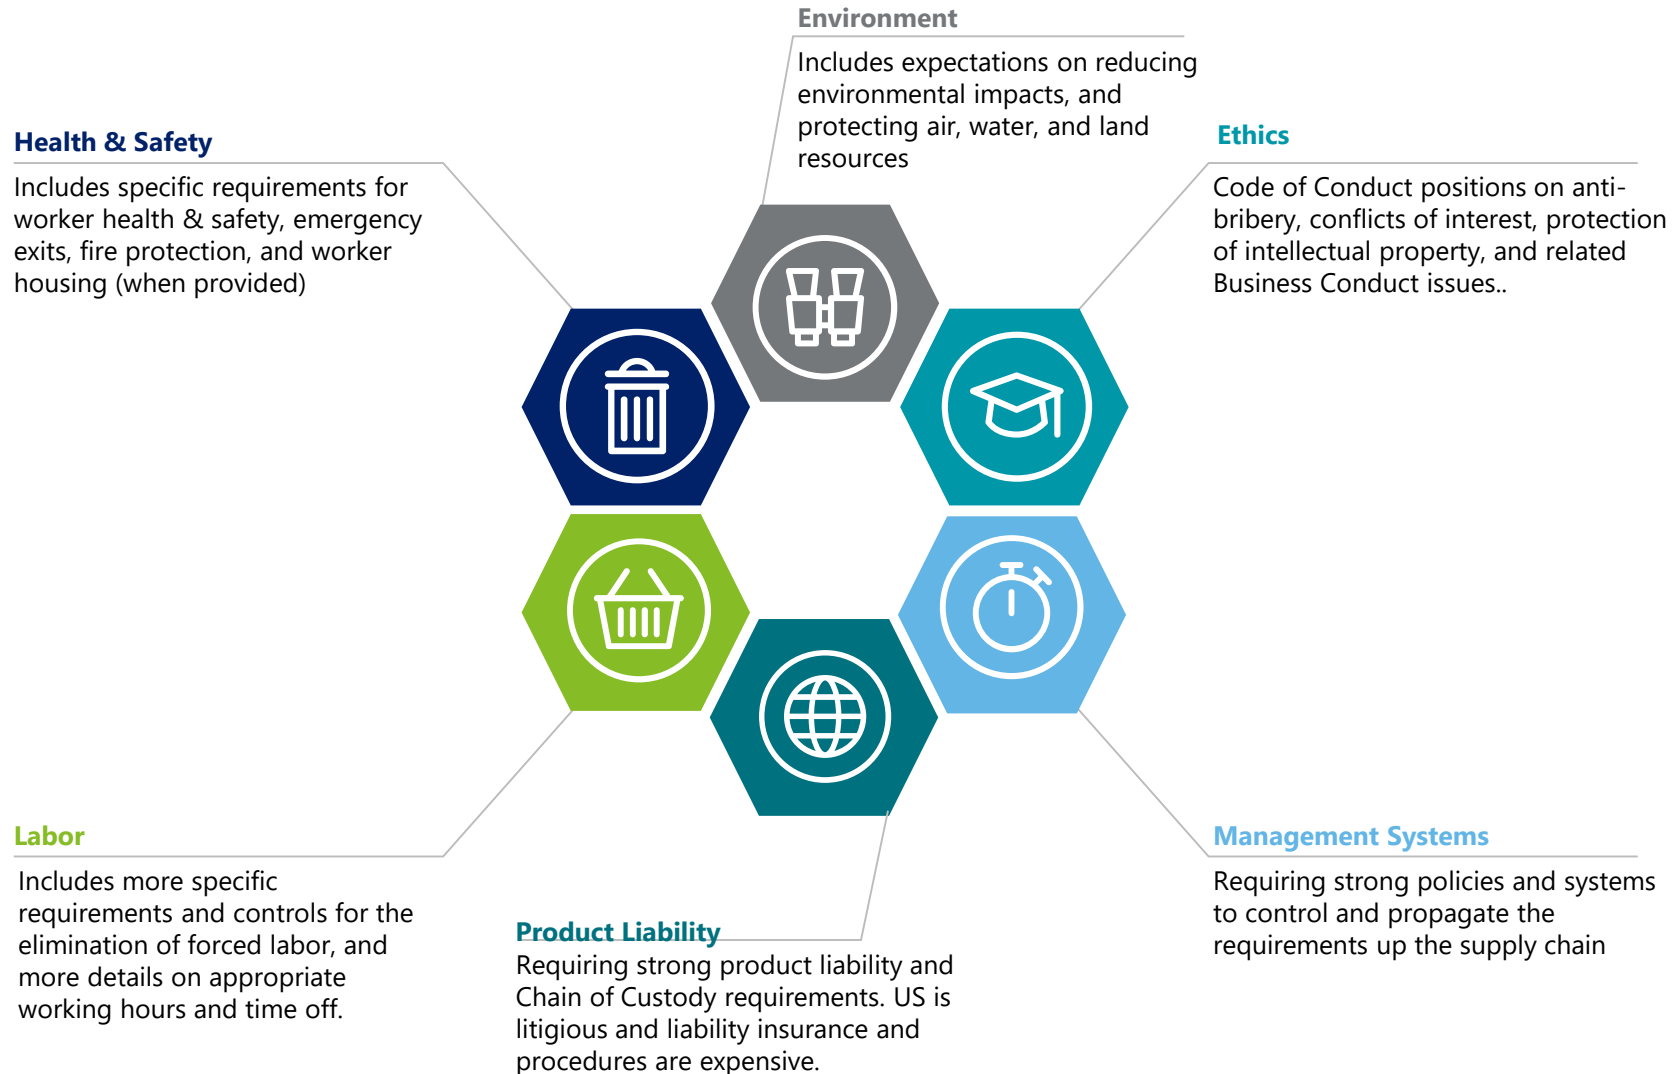 Environment
Includes expectations on reducing
environmental impacts, and
protecting air, water, and land
resources
Health & Safety
Includes specific requirements for
worker health & safety, emergency
exits, fire protection, and worker
housing (when provided)
Ethics
Code of Conduct positions on anti-
bribery, conflicts of interest, protection
of intellectual property, and related
Business Conduct issues..
Labor
Includes more specific
requirements and controls for the
elimination of forced labor, and
more details on appropriate
working hours and time off.
Product Liability
Requiring strong product liability and
Chain of Custody requirements. US is
litigious and liability insurance and
procedures are expensive.
Management Systems
Requiring strong policies and systems
to control and propagate the
requirements up the supply chain